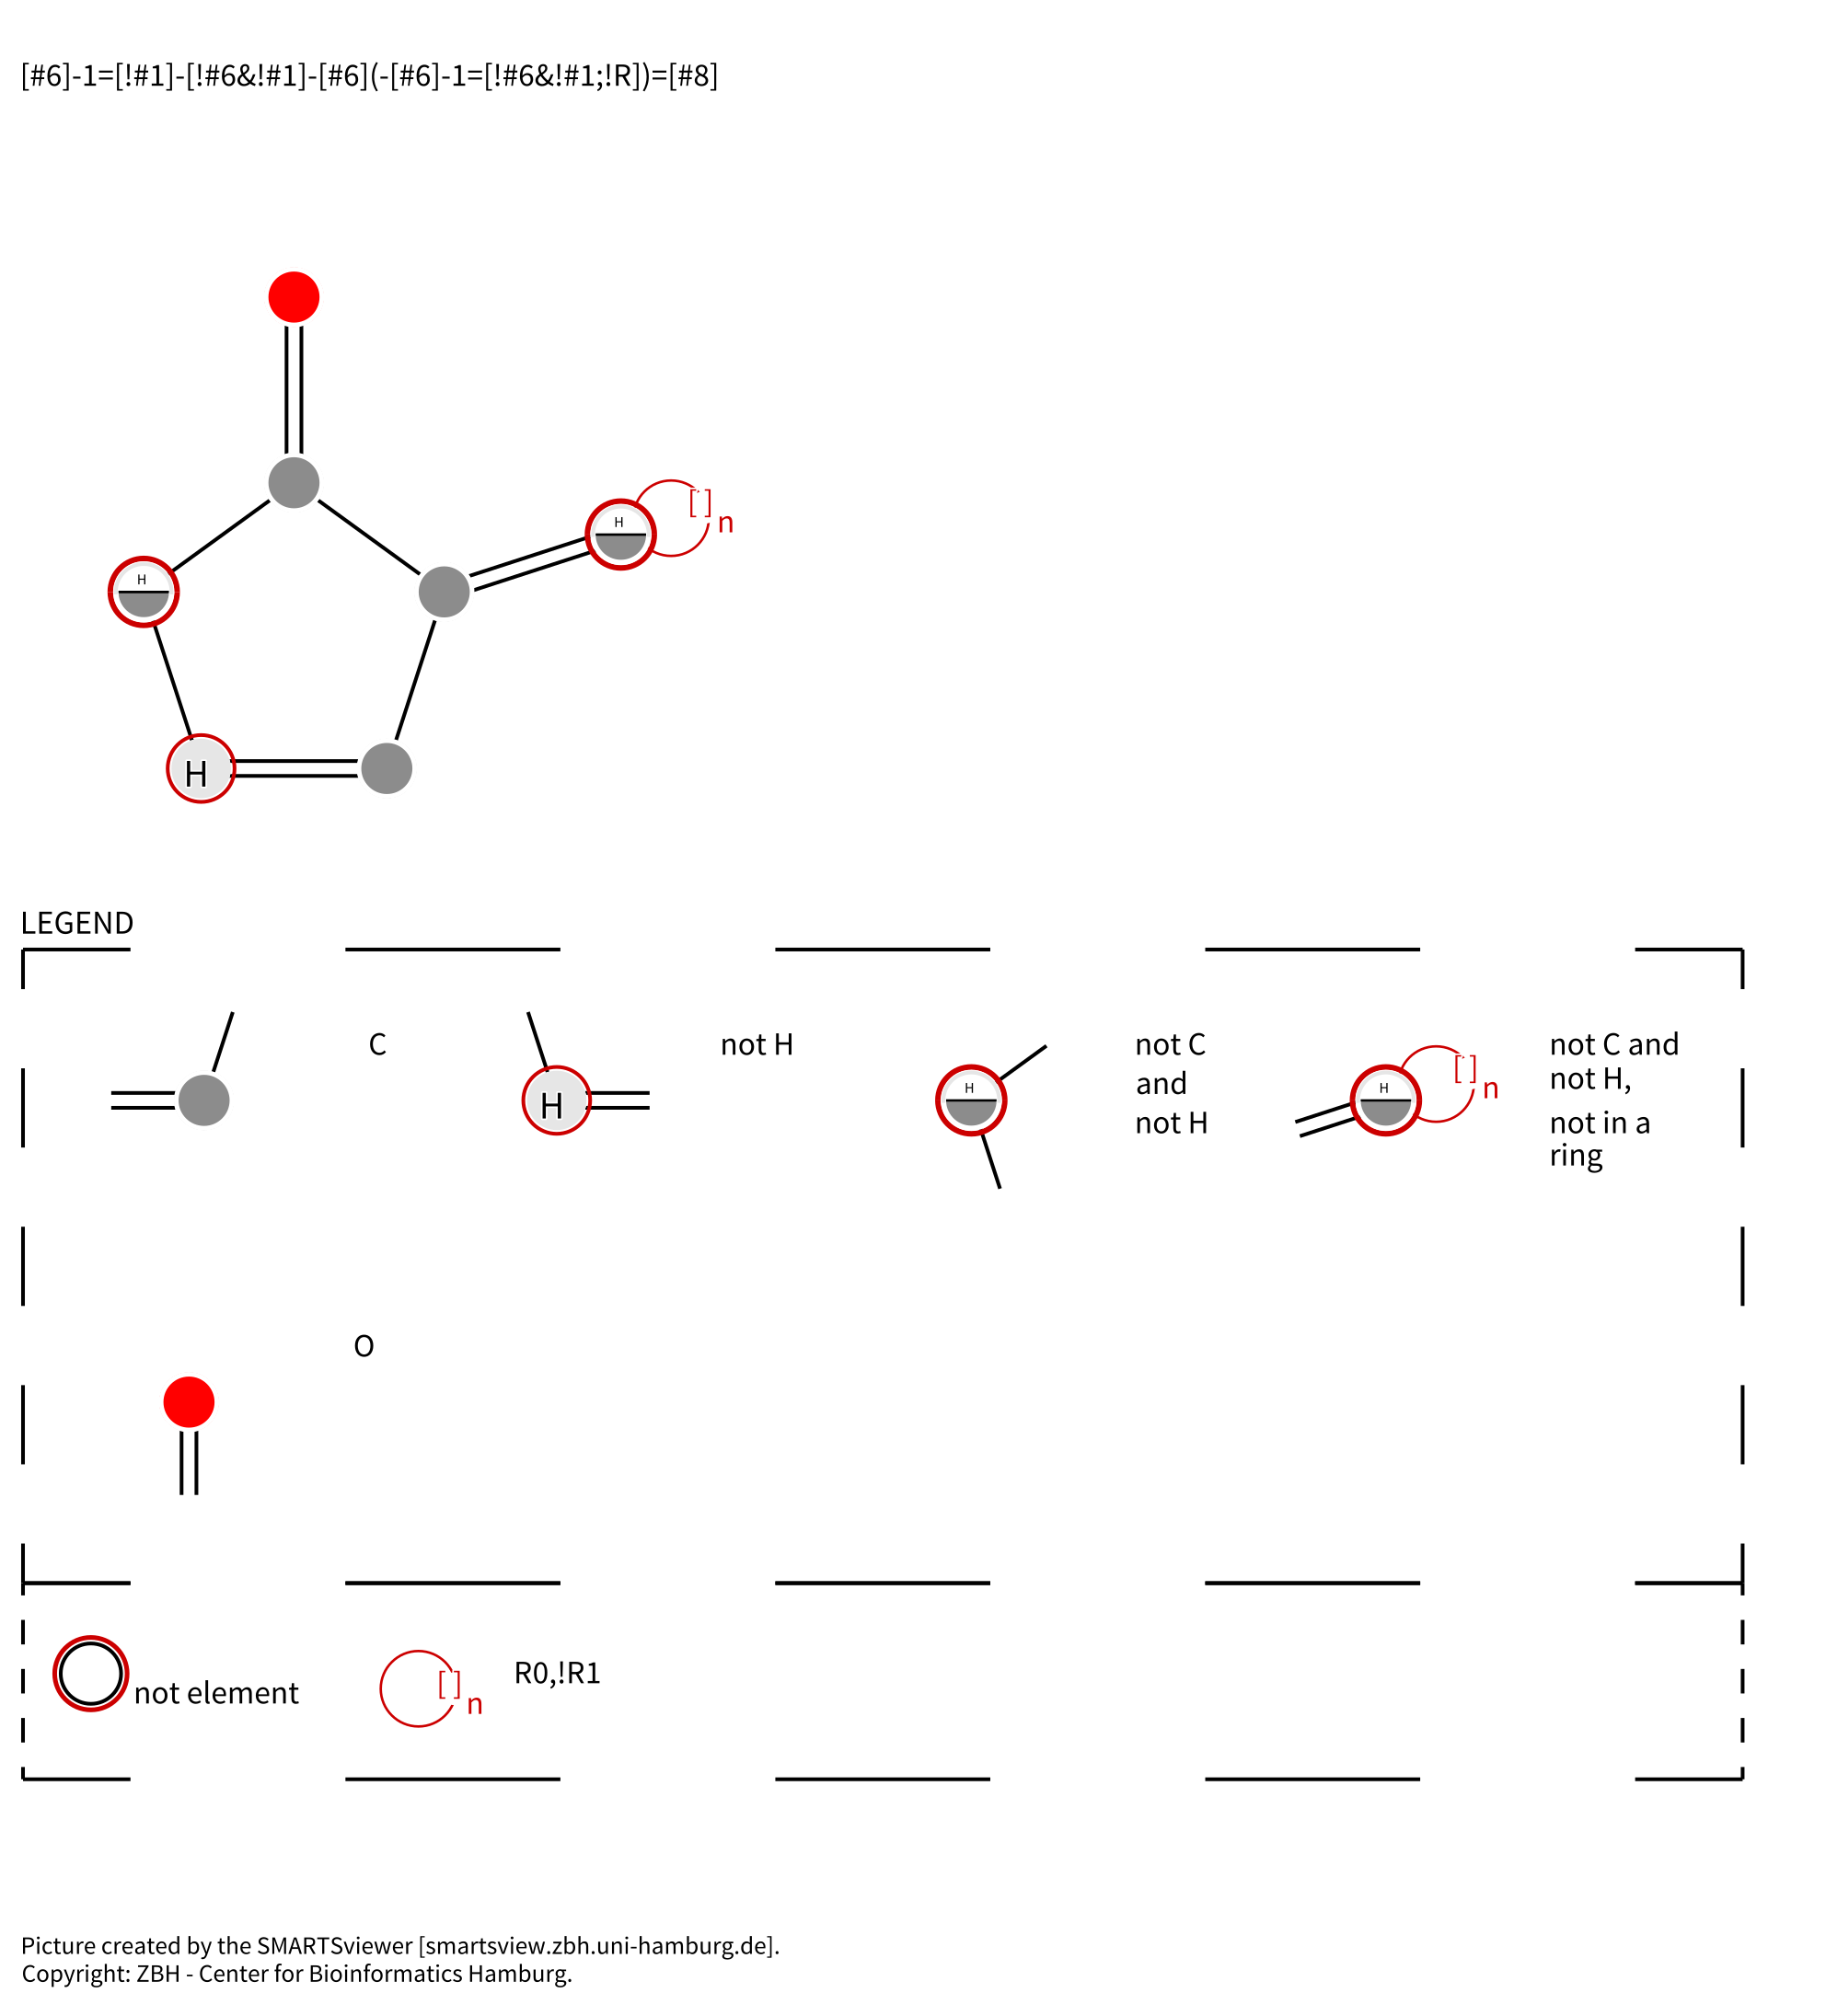 [#6]-1=[!#1]-[!#6&!#1]-[#6](-[#6]-1=[!#6&!#1;!R])=[#8]
H
[ ]
n
H
H
LEGEND
C
H
not H
H
not C
and
not H
H
[ ]
n
not C and
not H,
not in a
ring
O
not element
[ ]
n
R0,!R1
Picture created by the SMARTSviewer [smartsview.zbh.uni-hamburg.de].
Copyright: ZBH - Center for Bioinformatics Hamburg.